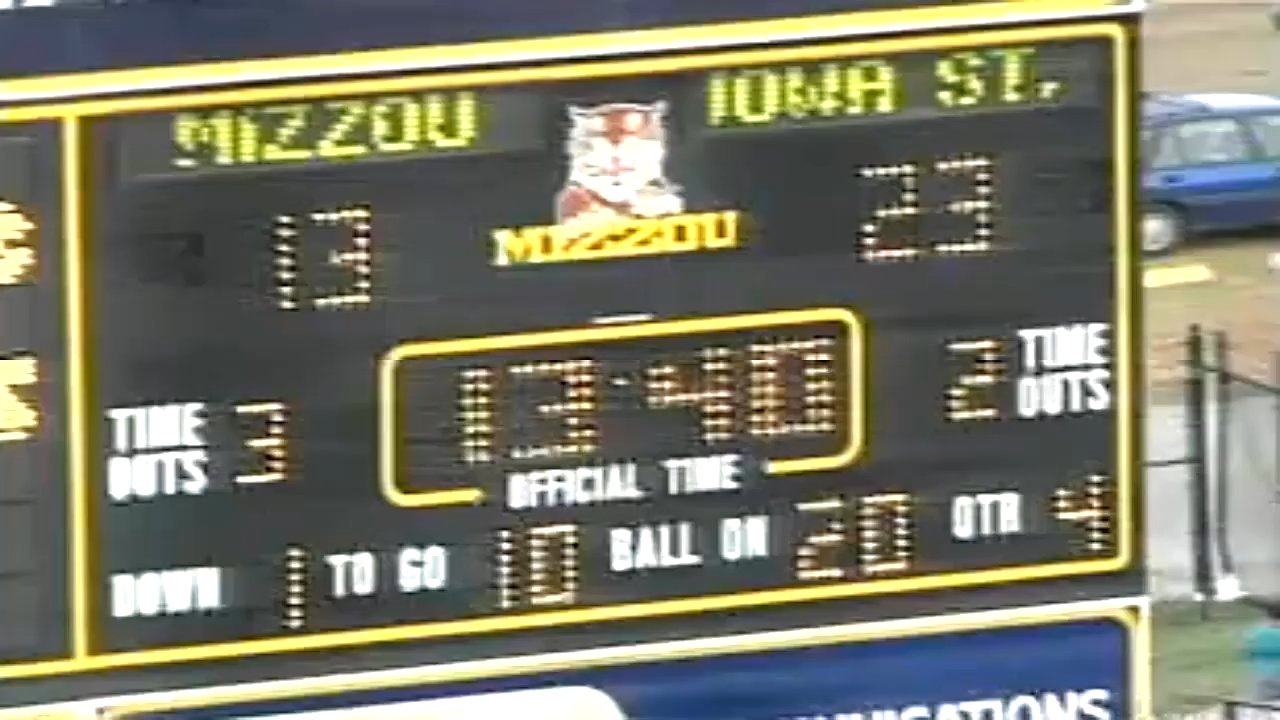 MIZZOU IOWA ST.
13 MIZZOU 23
TIME OUTS 3 13:40 2 TIME OUTS
OFFICIAL TIME
DOWN 1 TO GO 10 BALL ON 20 QTR 4